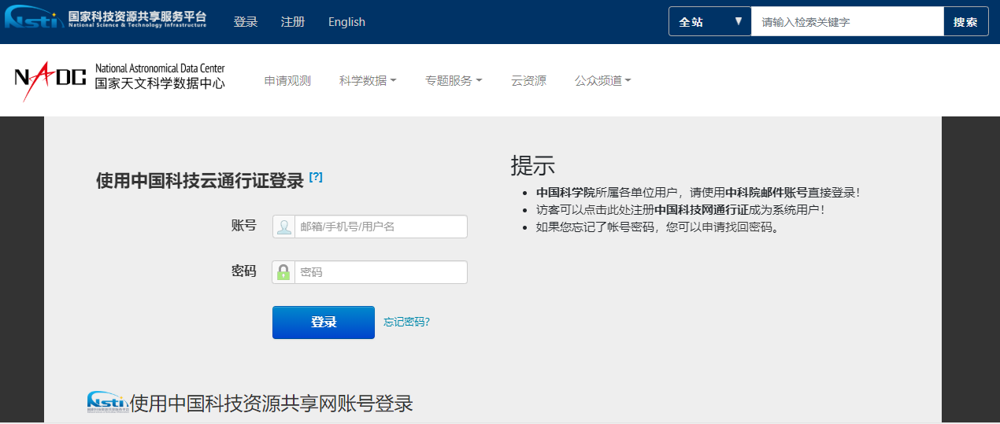 Nsti 国家科技资源共享服务平台 登录 注册 English 全站 ▼ 请输入检索关键字 搜索
National Science & Technology Infrastructure
NADC National Astronomical Data Center
国家天文科学数据中心 申请观测 科学数据 专题服务 云资源 公众频道
提示
使用中国科技云通行证登录 [?]
中国科学院所属各单位用户，请使用中科院邮件账号直接登录！
访客可以点击此处注册中国科技网通行证成为系统用户！
如果您忘记了帐号密码，您可以申请找回密码。
账号 邮箱/手机号/用户名
密码 密码
登录 忘记密码?
Nsti 使用中国科技资源共享网账号登录